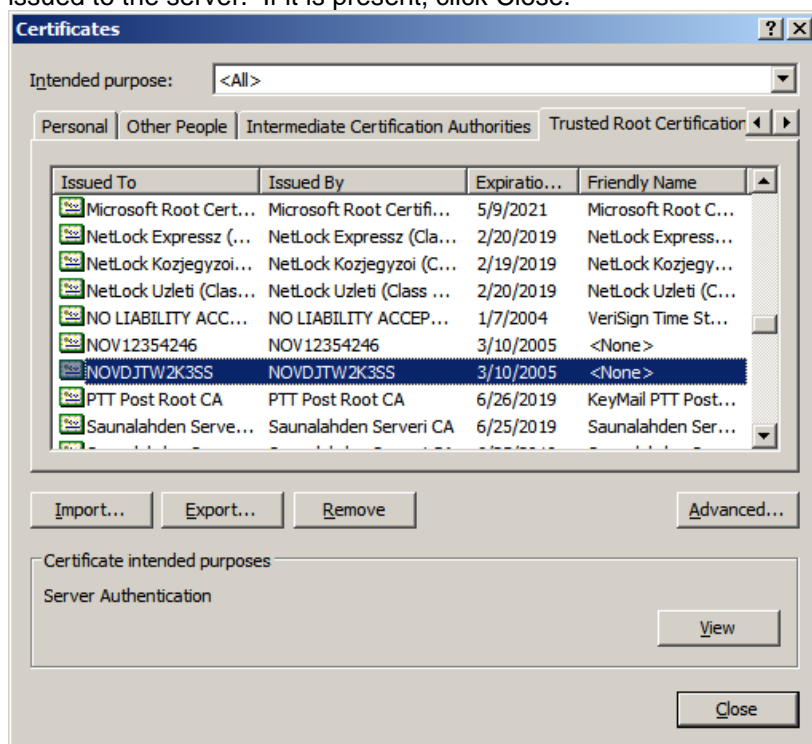 issued to the server. If it is present, click Close.
Certificates
Intended purpose: <All>
Personal Other People Intermediate Certification Authorities Trusted Root Certification
Issued To Issued By Expiratio... Friendly Name
Microsoft Root Cert... Microsoft Root Certifi... 5/9/2021 Microsoft Root C...
NetLock Expressz (... NetLock Expressz (Cla... 2/20/2019 NetLock Express...
NetLock Kozjegyzoi... NetLock Kozjegyzoi (C... 2/19/2019 NetLock Kozjegy...
NetLock Uzleti (Clas... NetLock Uzleti (Class ... 2/20/2019 NetLock Uzleti (C...
NO LIABILITY ACC... NO LIABILITY ACCEP... 1/7/2004 VeriSign Time St...
NOV12354246 NOV12354246 3/10/2005 <None>
NOVDJTW2K3SS NOVDJTW2K3SS 3/10/2005 <None>
PTT Post Root CA PTT Post Root CA 6/26/2019 KeyMail PTT Post...
Saunalahden Serve... Saunalahden Serveri CA 6/25/2019 Saunalahden Ser...
Import... Export... Remove Advanced...
Certificate intended purposes
Server Authentication
View
Close